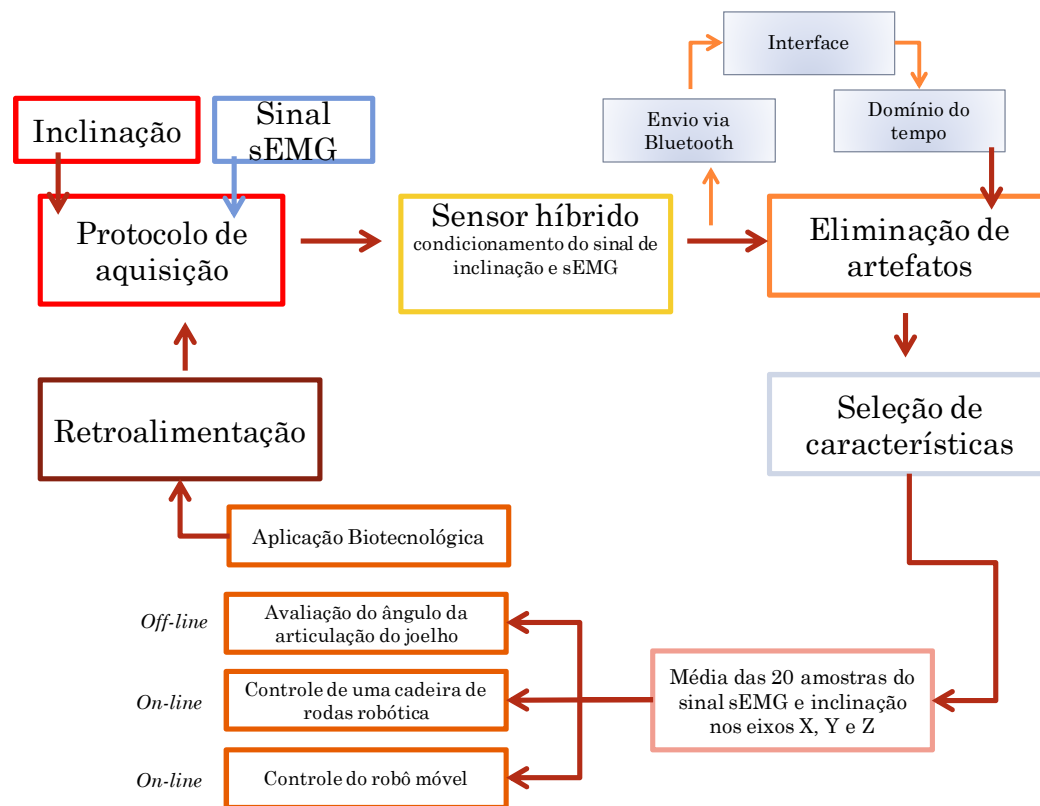 Interface
Inclinação
Sinal
sEMG
Envio via
Bluetooth
Domínio do
tempo
Protocolo de
aquisição
Sensor híbrido
condicionamento do sinal de
inclinação e sEMG
Eliminação de
artefatos
Retroalimentação
Seleção de
características
Aplicação Biotecnológica
Off-line
Avaliação do ângulo da
articulação do joelho
On-line
Controle de uma cadeira de
rodas robótica
Média das 20 amostras do
sinal sEMG e inclinação
nos eixos X, Y e Z
On-line
Controle do robô móvel